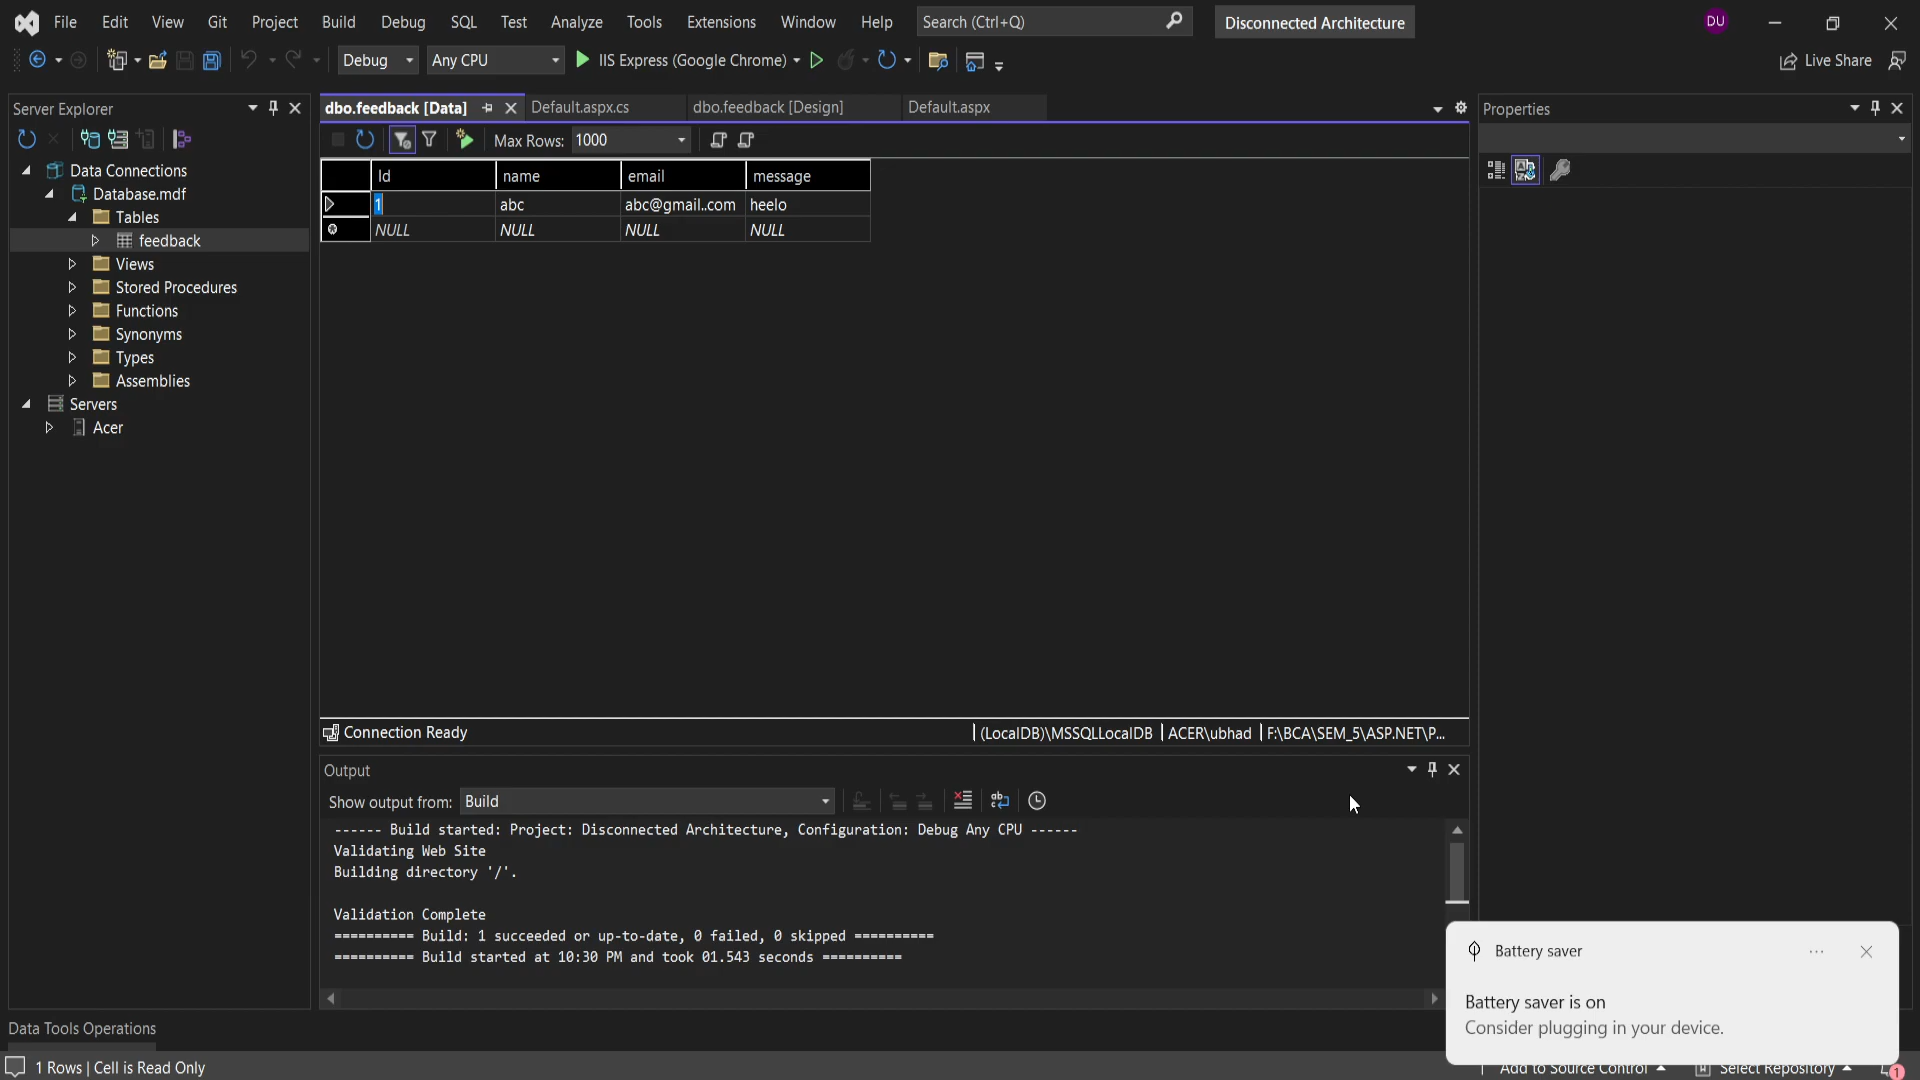 File Edit View Git Project Build Debug SQL Test Analyze Tools Extensions Window Help Search (Ctrl+Q) Disconnected Architecture DU
Debug Any CPU IIS Express (Google Chrome) Live Share
Server Explorer
Data Connections
Database.mdf
Tables
feedback
Views
Stored Procedures
Functions
Synonyms
Types
Assemblies
Servers
Acer
dbo.feedback [Data] Default.aspx.cs dbo.feedback [Design] Default.aspx
Max Rows: 1000
Id name email message
1 abc abc@gmail..com heelo
NULL NULL NULL NULL
Connection Ready (LocalDB)\MSSQLLocalDB ACER\ubhad F:\BCA\SEM_5\ASP.NET\P...
Output
Show output from: Build
------ Build started: Project: Disconnected Architecture, Configuration: Debug Any CPU ------
Validating Web Site
Building directory '/'.
Validation Complete
========== Build: 1 succeeded or up-to-date, 0 failed, 0 skipped ==========
========== Build started at 10:30 PM and took 01.543 seconds ==========
Properties
Battery saver
Battery saver is on
Consider plugging in your device.
Data Tools Operations
1 Rows | Cell is Read Only Add to Source Control Select Repository 1